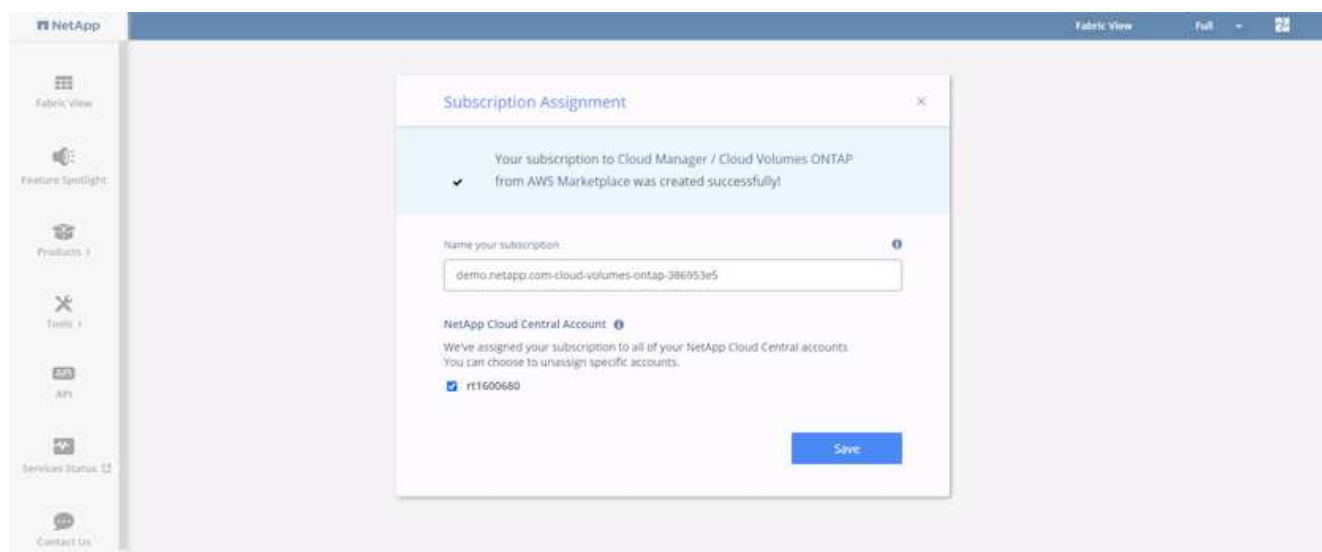 NetApp
Fabric View
Full
Fabric View
Feature Spotlight
Products
Tools
API
API
Services Status
Contact Us
Subscription Assignment
Your subscription to Cloud Manager / Cloud Volumes ONTAP
from AWS Marketplace was created successfully!
Name your subscription
demo.netapp.com-cloud-volumes-ontap-386953e5
NetApp Cloud Central Account
We've assigned your subscription to all of your NetApp Cloud Central accounts
You can choose to unassign specific accounts.
rt1600680
Save